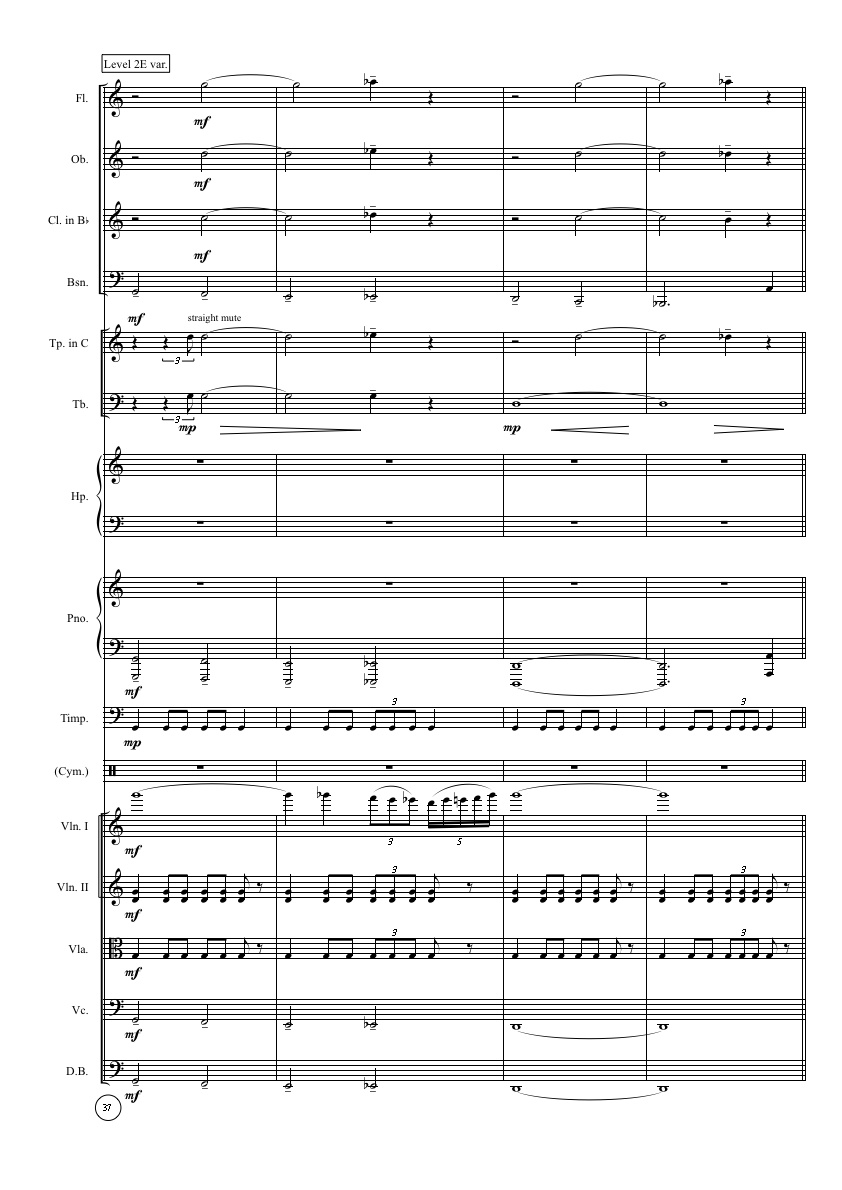 Level 2E var.
Fl.
mf
Ob.
mf
Cl. in B♭
mf
Bsn.
mf
straight mute
Tp. in C
3
Tb.
3
mp
mp
Hp.
Pno.
mf
3
3
Timp.
mp
(Cym.)
Vln. I
3
5
mf
3
3
Vln. II
mf
3
3
Vla.
mf
Vc.
mf
D.B.
mf
37